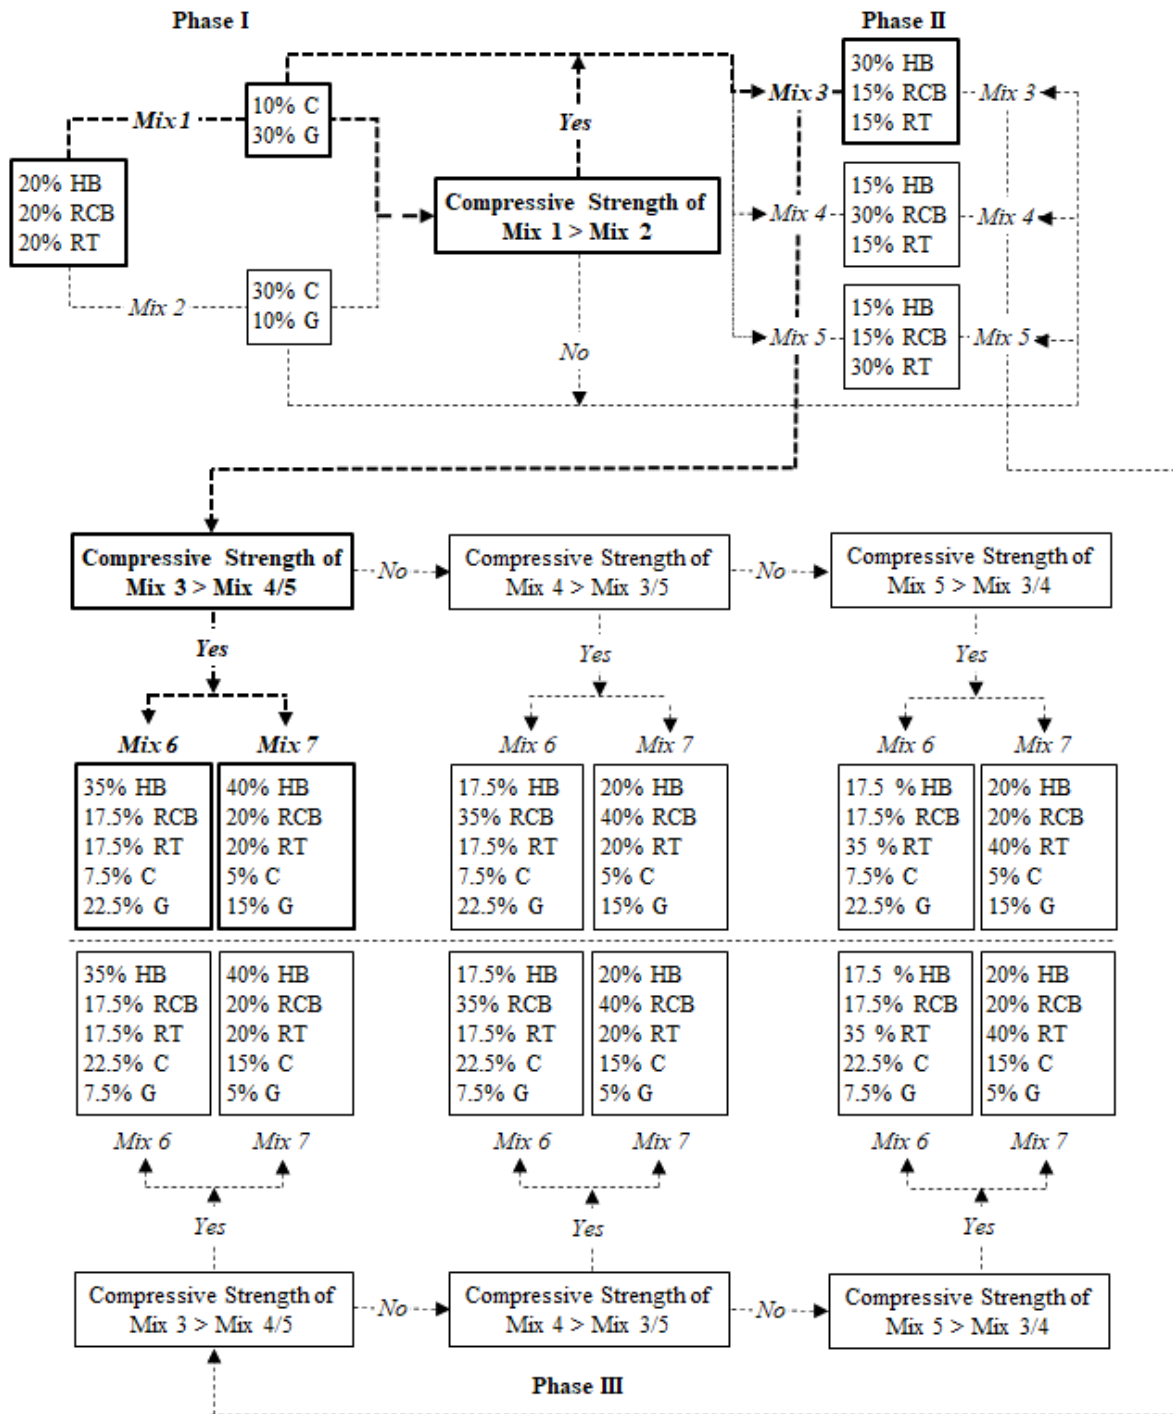 Phase I
Phase II
10% C
30% G
Mix 1
20% HB
20% RCB
20% RT
Mix 2
30% C
10% G
Yes
Compressive Strength of
Mix 1 > Mix 2
No
Mix 3
30% HB
15% RCB
15% RT
Mix 3
Mix 4
15% HB
30% RCB
15% RT
Mix 4
Mix 5
15% HB
15% RCB
30% RT
Mix 5
Compressive Strength of
Mix 3 > Mix 4/5
No
Compressive Strength of
Mix 4 > Mix 3/5
No
Compressive Strength of
Mix 5 > Mix 3/4
Yes
Yes
Yes
Mix 6
Mix 7
Mix 6
Mix 7
Mix 6
Mix 7
35% HB
17.5% RCB
17.5% RT
7.5% C
22.5% G
40% HB
20% RCB
20% RT
5% C
15% G
17.5% HB
35% RCB
17.5% RT
7.5% C
22.5% G
20% HB
40% RCB
20% RT
5% C
15% G
17.5 % HB
17.5% RCB
35 % RT
7.5% C
22.5% G
20% HB
20% RCB
40% RT
5% C
15% G
35% HB
17.5% RCB
17.5% RT
22.5% C
7.5% G
40% HB
20% RCB
20% RT
15% C
5% G
17.5% HB
35% RCB
17.5% RT
22.5% C
7.5% G
20% HB
40% RCB
20% RT
15% C
5% G
17.5 % HB
17.5% RCB
35 % RT
22.5% C
7.5% G
20% HB
20% RCB
40% RT
15% C
5% G
Mix 6
Mix 7
Mix 6
Mix 7
Mix 6
Mix 7
Yes
Yes
Yes
Compressive Strength of
Mix 3 > Mix 4/5
No
Compressive Strength of
Mix 4 > Mix 3/5
No
Compressive Strength of
Mix 5 > Mix 3/4
Phase III